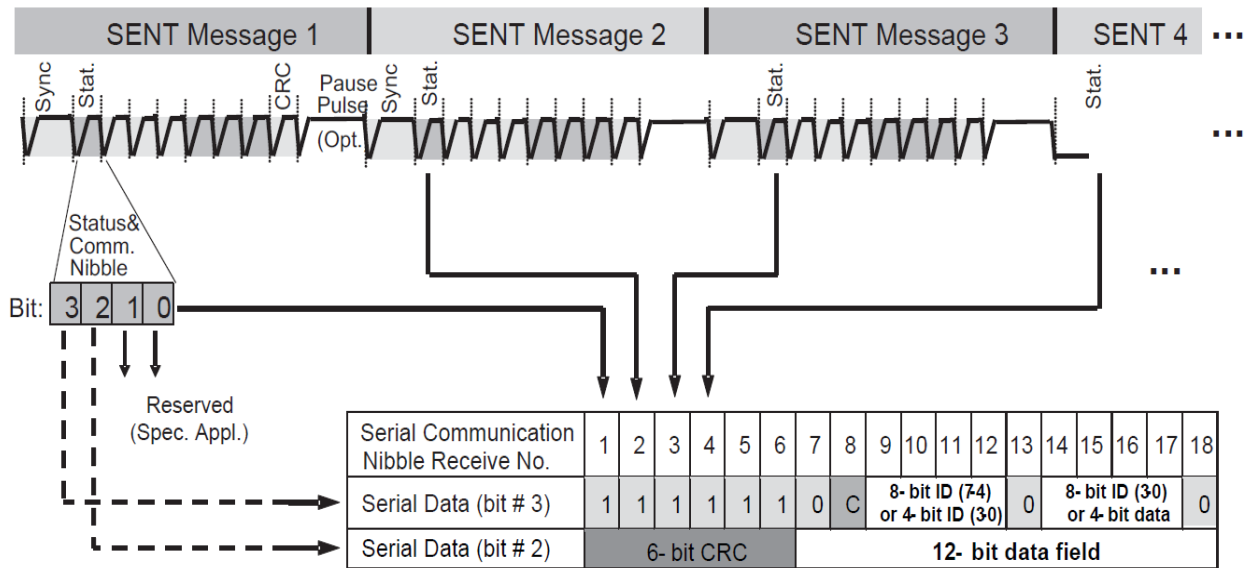 SENT Message 1 SENT Message 2 SENT Message 3 SENT 4 ...
Sync Stat. CRC Pause Pulse (Opt. Sync Stat. Stat. Stat. ...
Status&
Comm.
Nibble
...
Bit: 3 2 1 0
Reserved
(Spec. Appl.)
Serial Communication
Nibble Receive No.
1 2 3 4 5 6 7 8 9 10 11 12 13 14 15 16 17 18
Serial Data (bit # 3) 1 1 1 1 1 1 0 C
8- bit ID (7-4)
or 4- bit ID (3-0)
0
8- bit ID (30)
or 4- bit data
0
Serial Data (bit # 2) 6- bit CRC 12- bit data field